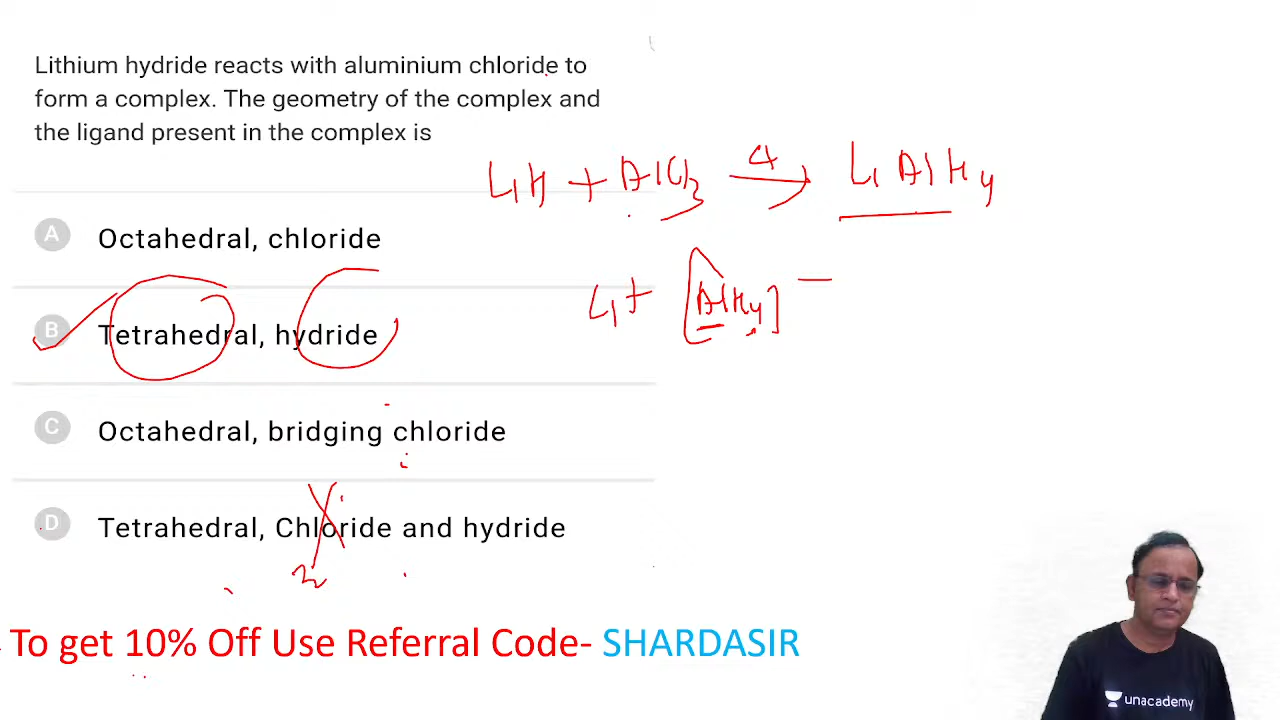 Lithium hydride reacts with aluminium chloride to
form a complex. The geometry of the complex and
the ligand present in the complex is
LiH + AlCl3 → LiAlH4
A Octahedral, chloride
Li+ [AlH4]−
B Tetrahedral, hydride
C Octahedral, bridging chloride
D Tetrahedral, Chloride and hydride
To get 10% Off Use Referral Code- SHARDASIR
unacademy